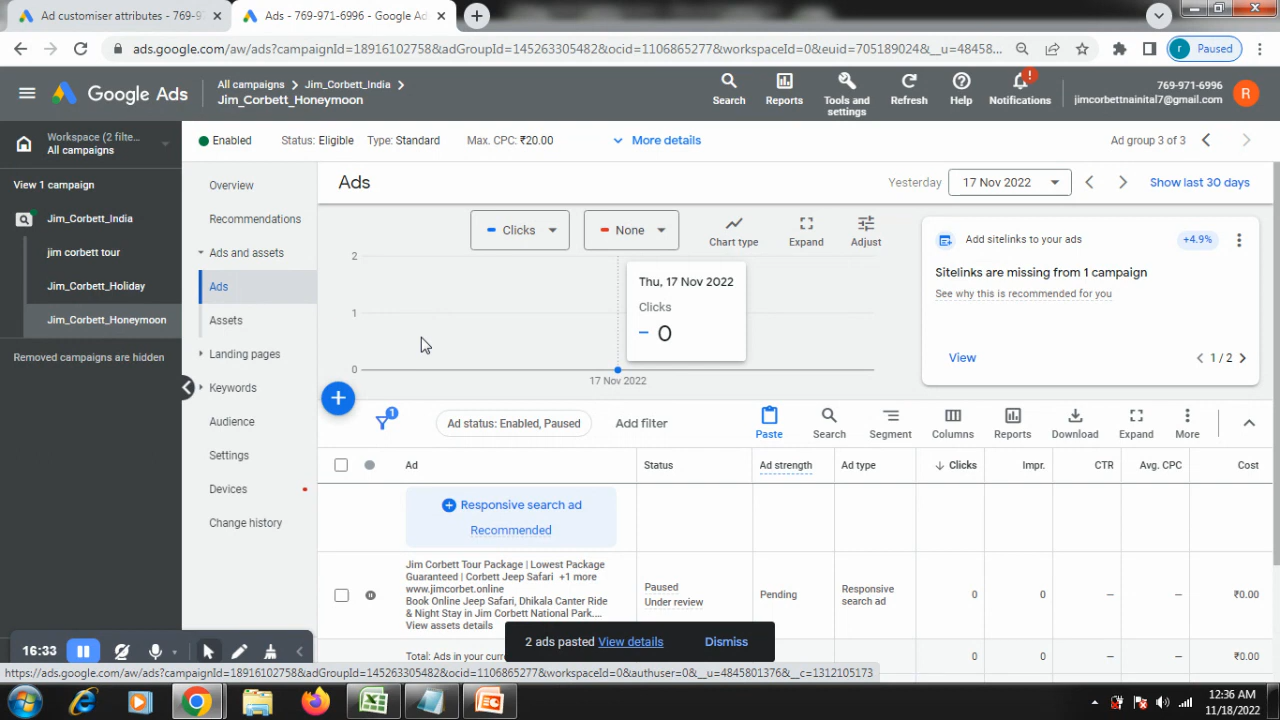 Ad customiser attributes - 769-9
Ads - 769-971-6996 - Google Ads
ads.google.com/aw/ads?campaignId=18916102758&adGroupId=145263305482&ocid=1106865277&workspaceId=0&euid=705189024&__u=48458...
r Paused
Google Ads
All campaigns > Jim_Corbett_India >
Jim_Corbett_Honeymoon
Search
Reports
Tools and settings
Refresh
Help
Notifications
769-971-6996
jimcorbettnainital7@gmail.com
R
Workspace (2 filte...
All campaigns
View 1 campaign
Jim_Corbett_India
jim corbett tour
Jim_Corbett_Holiday
Jim_Corbett_Honeymoon
Removed campaigns are hidden
Overview
Recommendations
Ads and assets
Ads
Assets
Landing pages
Keywords
Audience
Settings
Devices
Change history
Enabled Status: Eligible Type: Standard Max. CPC: ₹20.00 More details
Ad group 3 of 3
Ads
Yesterday 17 Nov 2022 Show last 30 days
Clicks None
Chart type Expand Adjust
2
1
0
Thu, 17 Nov 2022
Clicks
0
17 Nov 2022
Add sitelinks to your ads +4.9%
Sitelinks are missing from 1 campaign
See why this is recommended for you
View 1 / 2
1 Ad status: Enabled, Paused Add filter
Paste Search Segment Columns Reports Download Expand More
Ad Status Ad strength Ad type Clicks Impr. CTR Avg. CPC Cost
Responsive search ad
Recommended
Jim Corbett Tour Package | Lowest Package
Guaranteed | Corbett Jeep Safari +1 more
www.jimcorbet.online
Book Online Jeep Safari, Dhikala Canter Ride
& Night Stay in Jim Corbett National Park....
View assets details
Paused
Under review
Pending
Responsive
search ad
0 0 – – ₹0.00
Total: Ads in your curre
0 0 – – ₹0.00
2 ads pasted View details Dismiss
16:33
https://ads.google.com/aw/ads?campaignId=18916102758&adGroupId=145263305482&ocid=1106865277&workspaceId=0&authuser=0&__u=4845801376&__c=1312105173
12:36 AM
11/18/2022